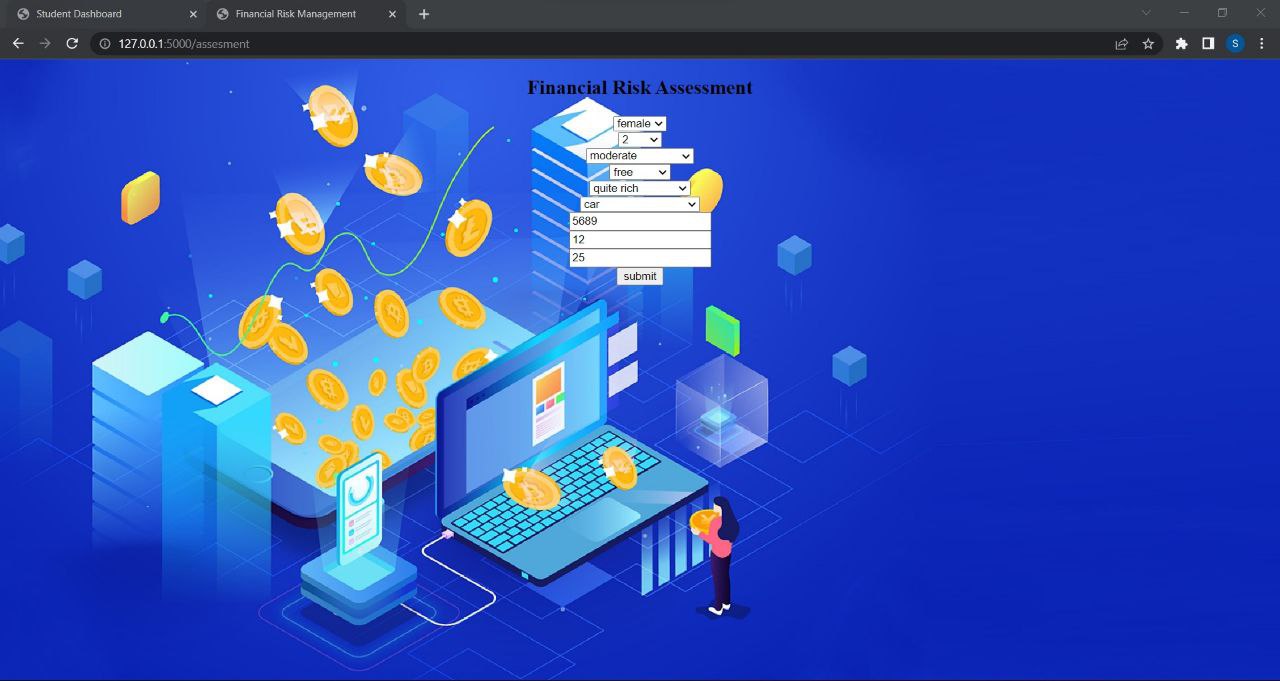 Student Dashboard
Financial Risk Management
127.0.0.1:5000/assesment
S
Financial Risk Assessment
female
2
moderate
free
quite rich
car
5689
12
25
submit